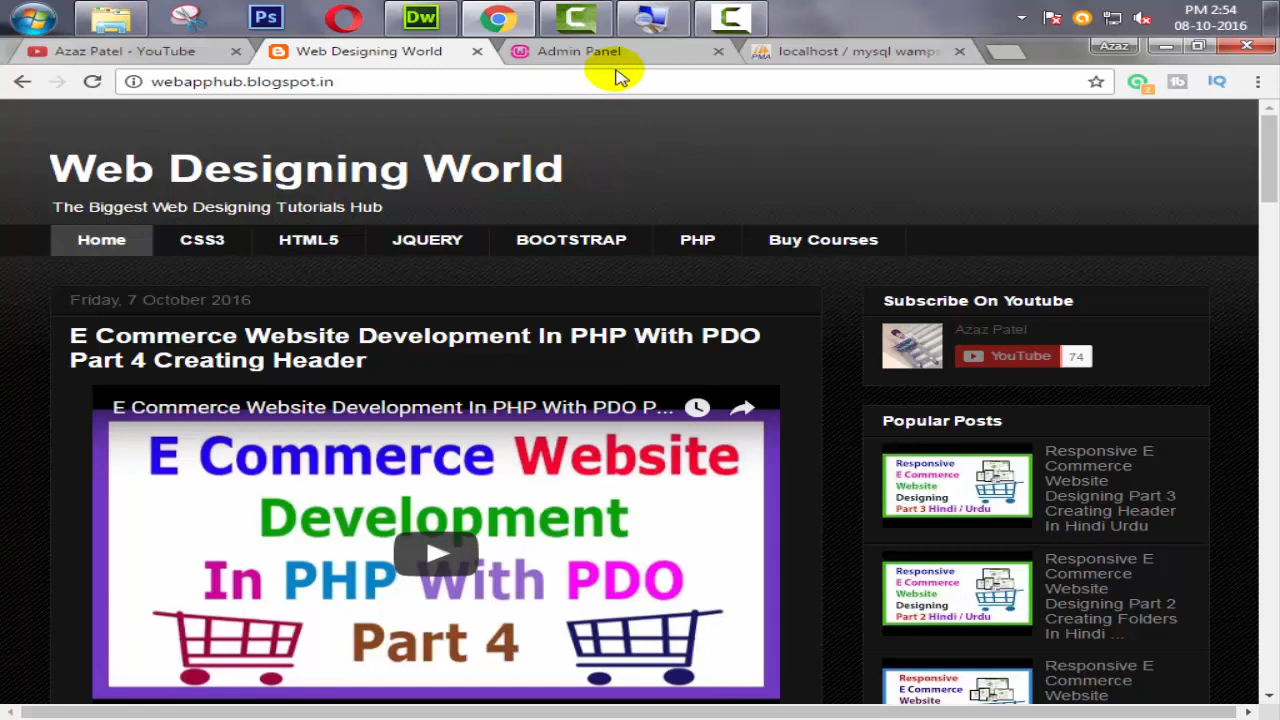 Ps
Dw
PM 2:54
08-10-2016
Azaz Patel - YouTube
Web Designing World
Admin Panel
localhost / mysql wamps
Azaz
webapphub.blogspot.in
2
IQ
Web Designing World
The Biggest Web Designing Tutorials Hub
Home
CSS3
HTML5
JQUERY
BOOTSTRAP
PHP
Buy Courses
Friday, 7 October 2016
E Commerce Website Development In PHP With PDO
Part 4 Creating Header
E Commerce Website Development In PHP With PDO P...
E Commerce Website
Development
In PHP With PDO
Part 4
Subscribe On Youtube
Azaz Patel
YouTube 74
Popular Posts
Responsive
E Commerce
Website
Designing
Part 3 Hindi / Urdu
Responsive E
Commerce
Website
Designing Part 3
Creating Header
In Hindi Urdu
Responsive
E Commerce
Website
Designing
Part 2 Hindi / Urdu
Responsive E
Commerce
Website
Designing Part 2
Creating Folders
In Hindi ...
Responsive
E Commerce
Responsive E
Commerce
Website